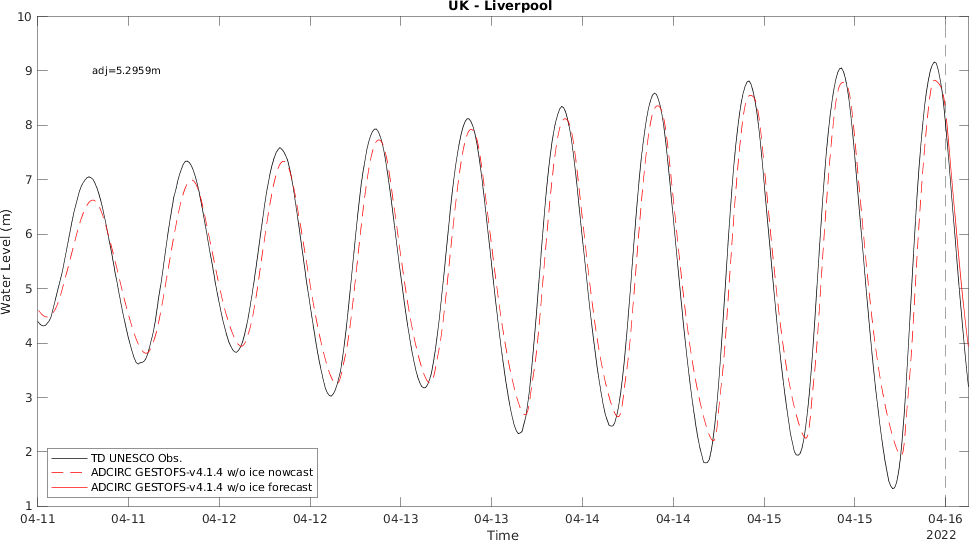 UK - Liverpool
10
9
8
7
6
5
4
3
2
1
Water Level (m)
adj=5.2959m
TD UNESCO Obs.
ADCIRC GESTOFS-v4.1.4 w/o ice nowcast
ADCIRC GESTOFS-v4.1.4 w/o ice forecast
04-11 04-11 04-12 04-12 04-13 04-13 04-14 04-14 04-15 04-15 04-16
2022
Time